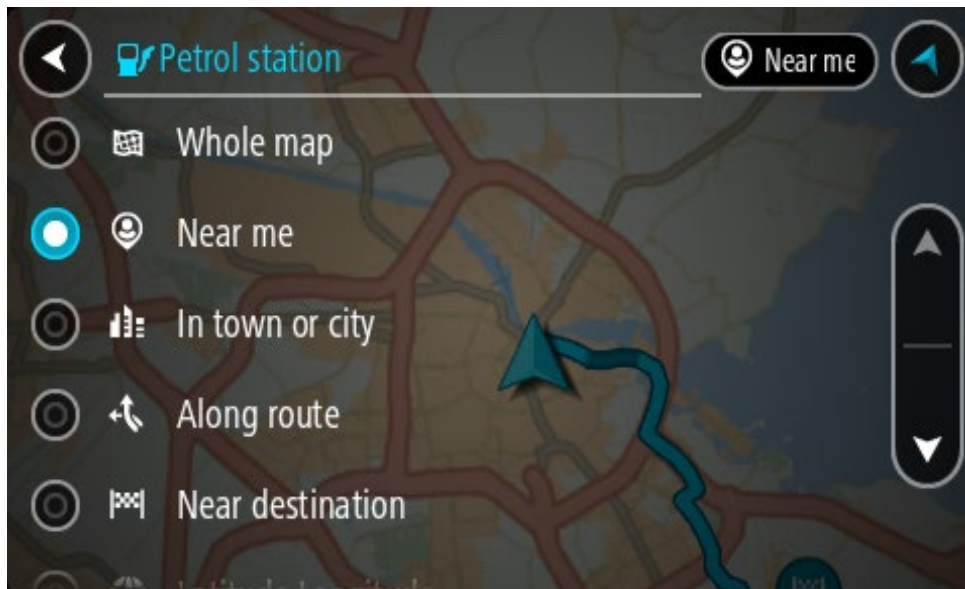 Petrol station
Near me
Whole map
Near me
In town or city
Along route
Near destination